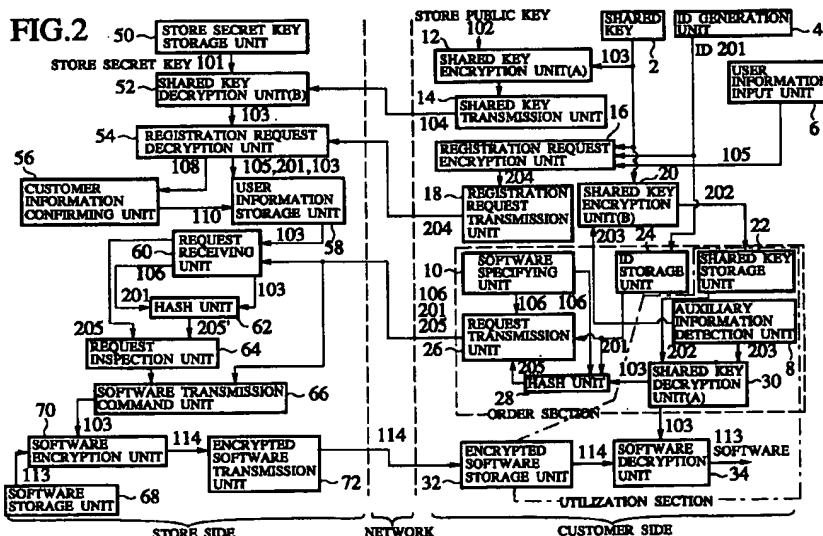 FIG.2
50
STORE SECRET KEY
STORAGE UNIT
STORE SECRET KEY 101
52
SHARED KEY
DECRYPTION UNIT(B)
103
54
REGISTRATION REQUEST
DECRYPTION UNIT
108
105,201,103
56
CUSTOMER
INFORMATION
CONFIRMING UNIT
110
USER
INFORMATION
STORAGE UNIT
58
103
60
REQUEST
RECEIVING
UNIT
106
201
103
HASH UNIT
62
205
205'
REQUEST
INSPECTION UNIT
64
SOFTWARE TRANSMISSION
COMMAND UNIT
66
70
103
SOFTWARE
ENCRYPTION UNIT
114
ENCRYPTED
SOFTWARE
TRANSMISSION
UNIT
72
113
SOFTWARE
STORAGE UNIT
68
STORE SIDE
114
NETWORK
STORE PUBLIC KEY
102
12
SHARED KEY
ENCRYPTION UNIT(A)
103
SHARED
KEY
2
ID GENERATION
UNIT
4
ID 201
USER
INFORMATION
INPUT UNIT
6
14
104
SHARED KEY
TRANSMISSION UNIT
16
REGISTRATION REQUEST
ENCRYPTION UNIT
105
204
18
REGISTRATION
REQUEST
TRANSMISSION
UNIT
204
20
SHARED KEY
ENCRYPTION
UNIT(B)
202
203
24
22
10
SOFTWARE
SPECIFYING
UNIT
ID STORAGE
UNIT
SHARED KEY
STORAGE
UNIT
106
201
205
106
106
REQUEST
TRANSMISSION
UNIT
26
201
AUXILIARY
INFORMATION
DETECTION UNIT
8
202
203
205
HASH UNIT
28
103
SHARED KEY
DECRYPTION
UNIT(A)
30
ORDER SECTION
103
ENCRYPTED
SOFTWARE
STORAGE UNIT
32
114
SOFTWARE
DECRYPTION
UNIT
34
113
SOFTWARE
UTILIZATION SECTION
CUSTOMER SIDE